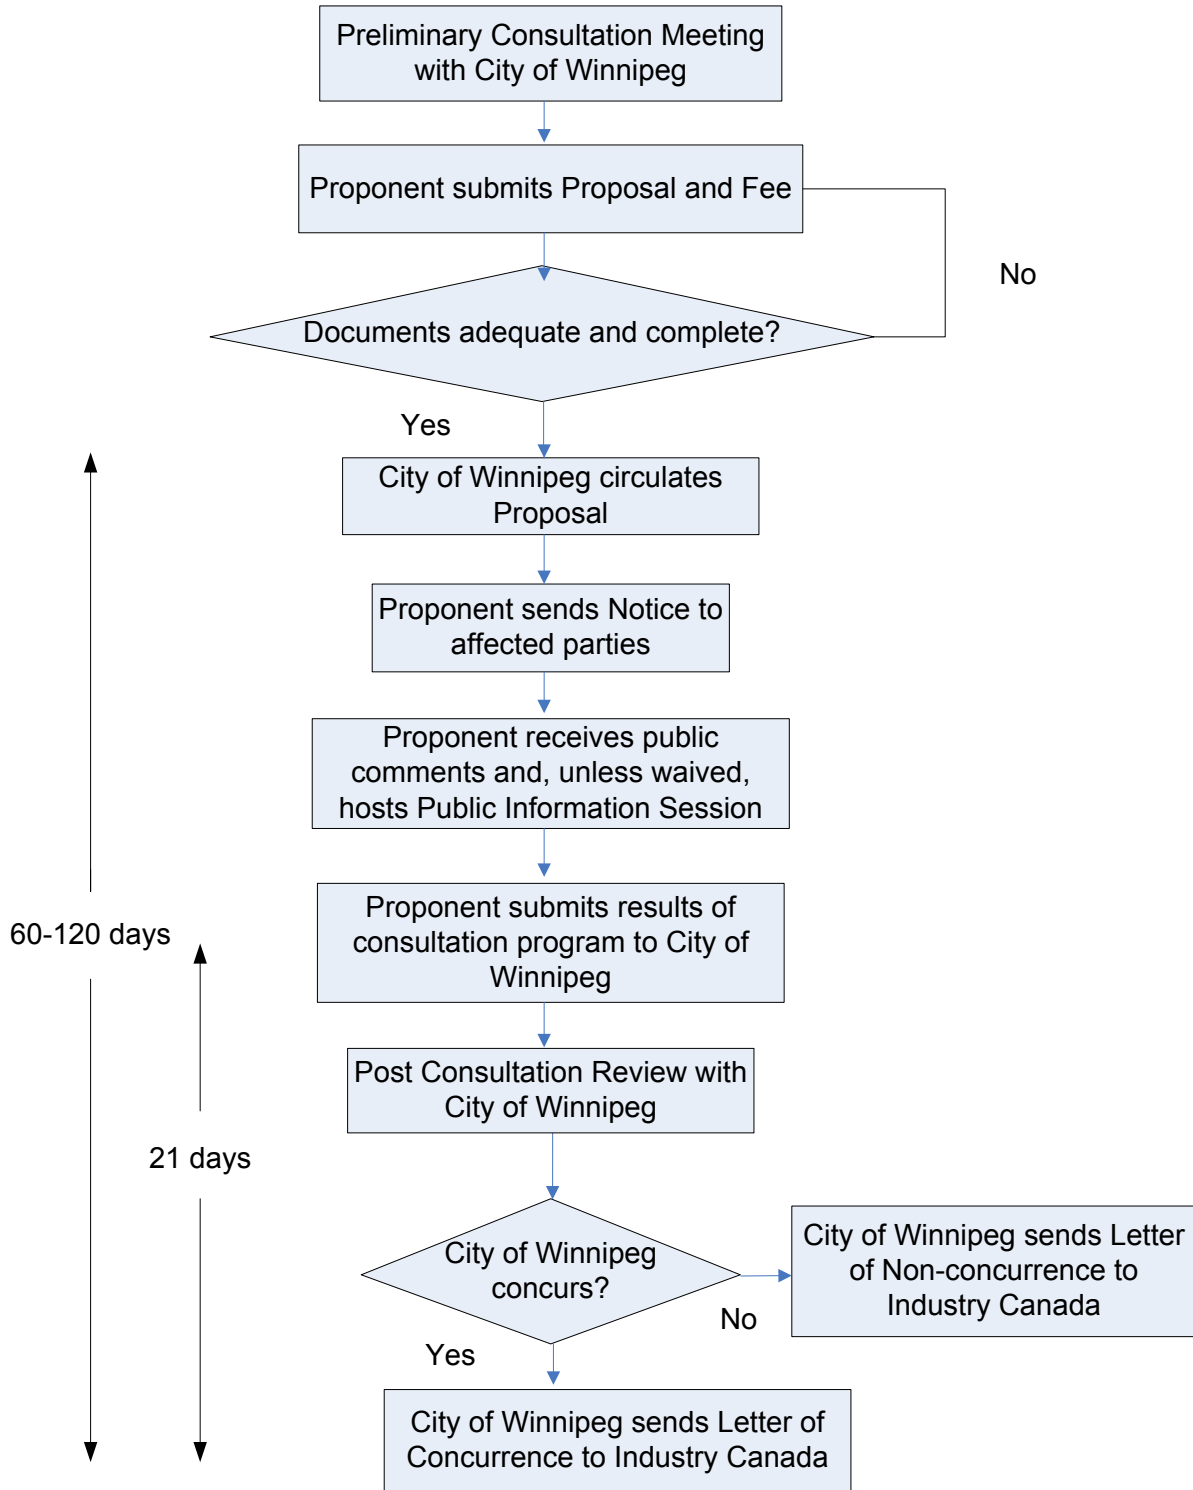 Preliminary Consultation Meeting
with City of Winnipeg
Proponent submits Proposal and Fee
No
Documents adequate and complete?
Yes
City of Winnipeg circulates
Proposal
Proponent sends Notice to
affected parties
Proponent receives public
comments and, unless waived,
hosts Public Information Session
60-120 days
Proponent submits results of
consultation program to City of
Winnipeg
Post Consultation Review with
City of Winnipeg
21 days
City of Winnipeg
concurs?
No
City of Winnipeg sends Letter
of Non-concurrence to
Industry Canada
Yes
City of Winnipeg sends Letter of
Concurrence to Industry Canada